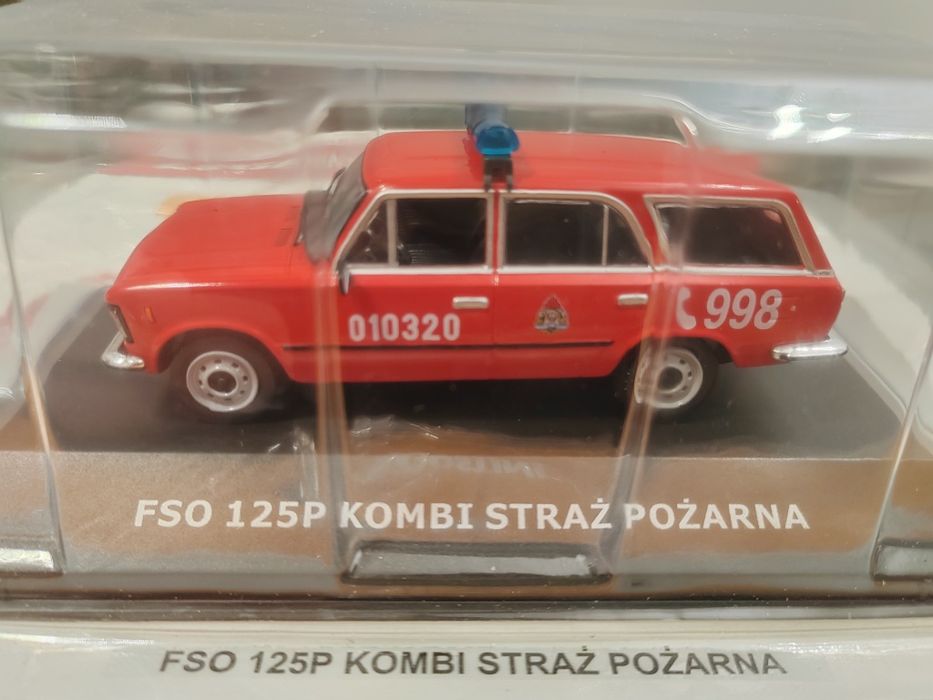 998
010320
FSO 125P KOMBI STRAŻ POŻARNA
FSO 125P KOMBI STRAŻ POŻARNA